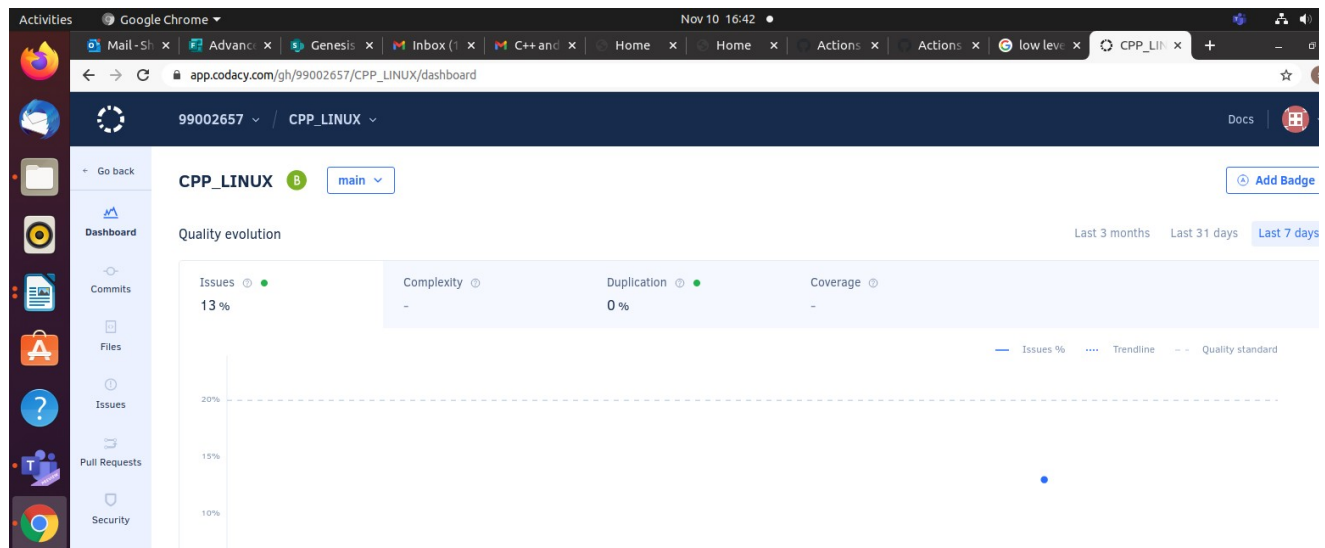 Activities Google Chrome Nov 10 16:42
Mail - Sh Advanc Genesis Inbox (1 C++ and Home Home Actions Actions low leve CPP_LIN
app.codacy.com/gh/99002657/CPP_LINUX/dashboard
99002657 / CPP_LINUX Docs
← Go back
CPP_LINUX B main Add Badge
Dashboard
Quality evolution Last 3 months Last 31 days Last 7 days
Commits
Issues Complexity Duplication Coverage
13 % - 0 % -
Files
Issues % Trendline Quality standard
Issues
20%
Pull Requests
15%
Security
10%